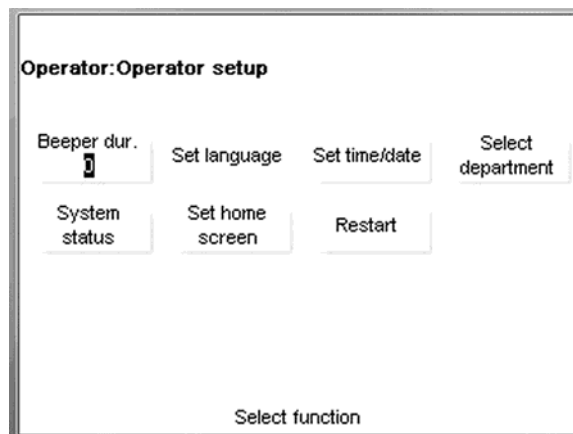 Operator:Operator setup
Beeper dur.
0
Set language
Set time/date
Select
department
System
status
Set home
screen
Restart
Select function